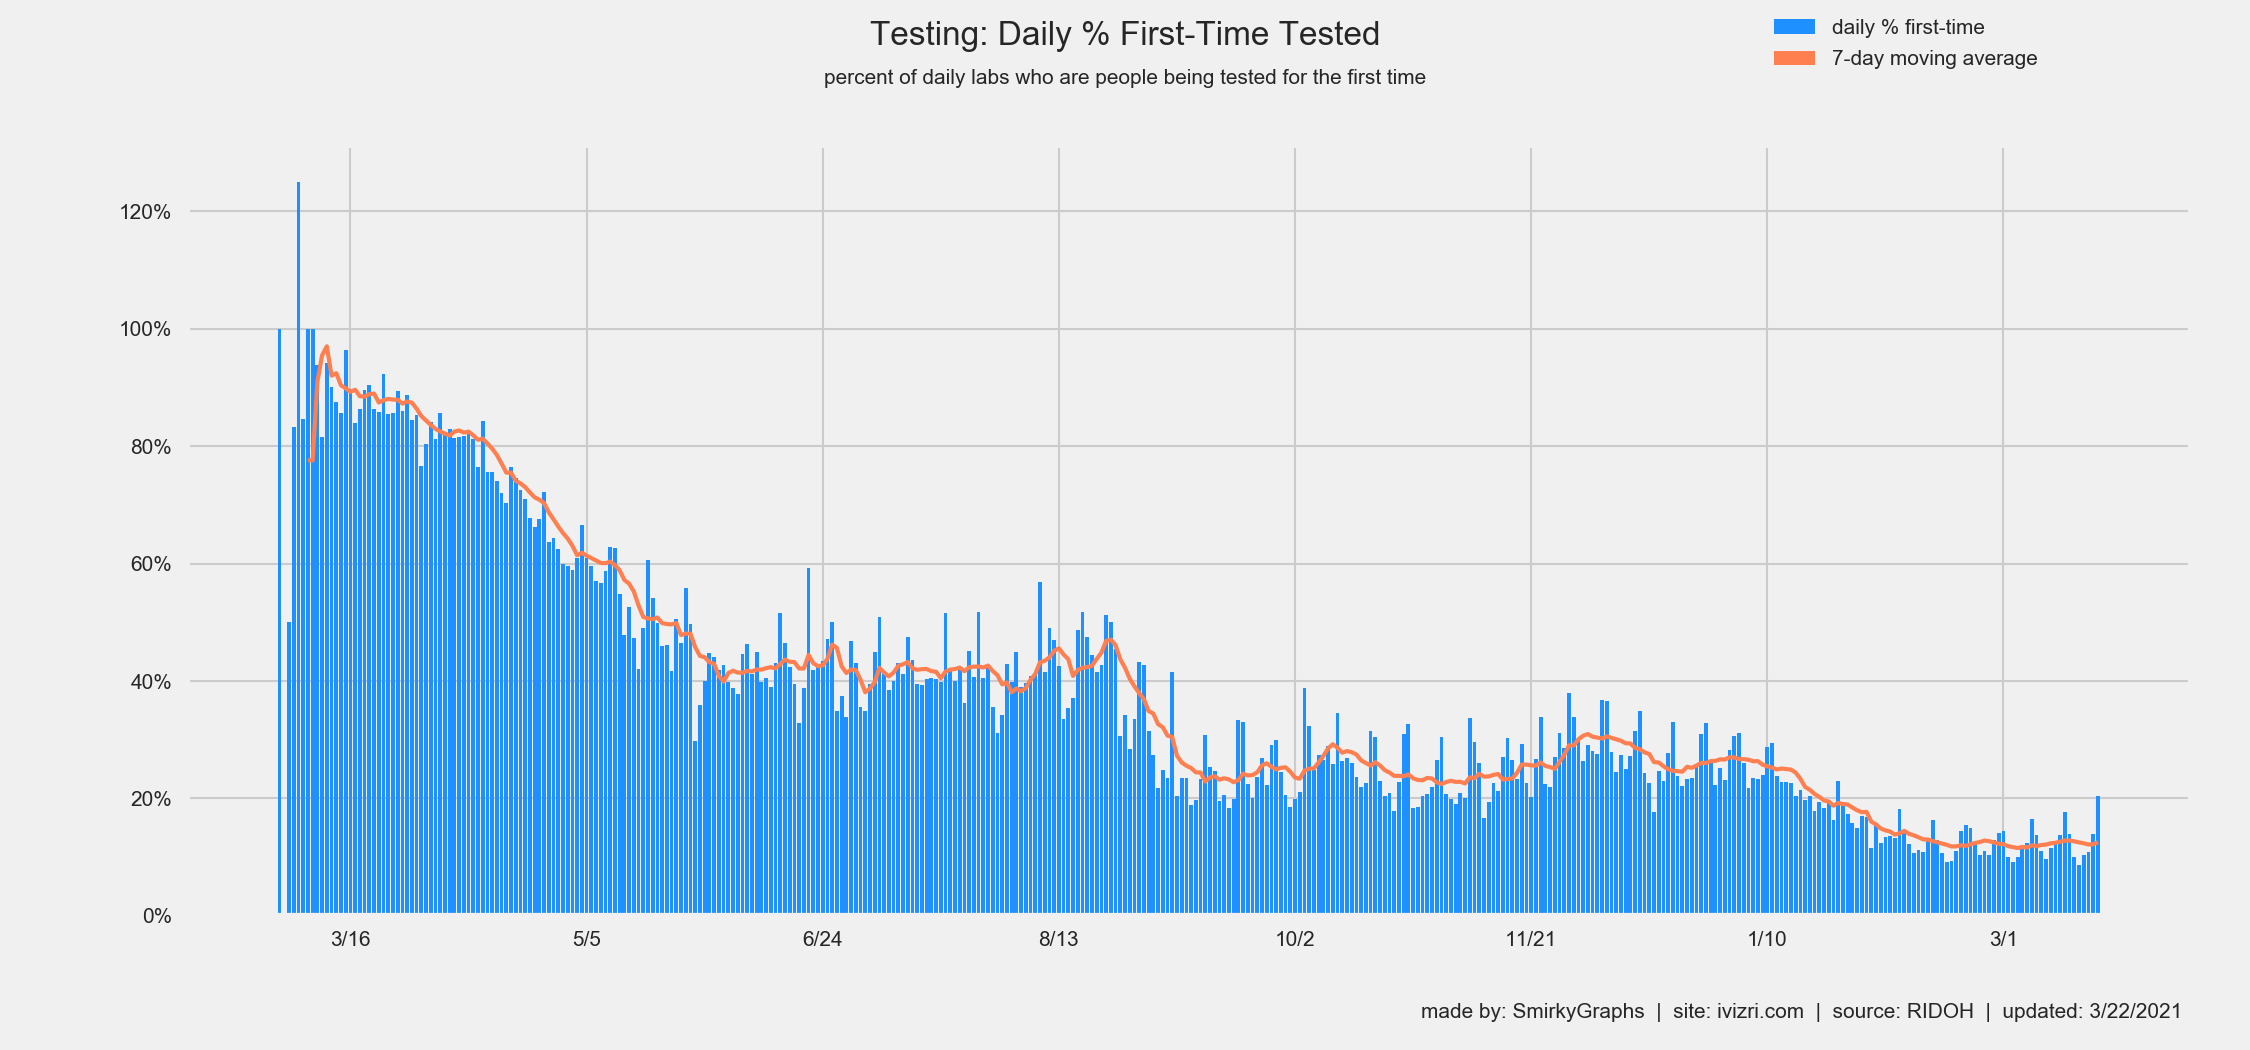 Testing: Daily % First-Time Tested
percent of daily labs who are people being tested for the first time
daily % first-time
7-day moving average
120%
100%
80%
60%
40%
20%
0%
3/16 5/5 6/24 8/13 10/2 11/21 1/10 3/1
made by: SmirkyGraphs | site: ivizri.com | source: RIDOH | updated: 3/22/2021